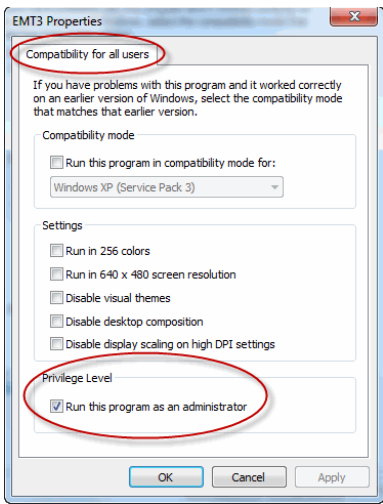 EMT3 Properties
Compatibility for all users
If you have problems with this program and it worked correctly
on an earlier version of Windows, select the compatibility mode
that matches that earlier version.
Compatibility mode
Run this program in compatibility mode for:
Windows XP (Service Pack 3)
Settings
Run in 256 colors
Run in 640 x 480 screen resolution
Disable visual themes
Disable desktop composition
Disable display scaling on high DPI settings
Privilege Level
Run this program as an administrator
OK Cancel Apply